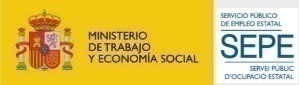 MINISTERIO
DE TRABAJO
Y ECONOMÍA SOCIAL
SERVICIO PÚBLICO
DE EMPLEO ESTATAL
SEPE
SERVEI PÚBLIC
D'OCUPACIÓ ESTATAL